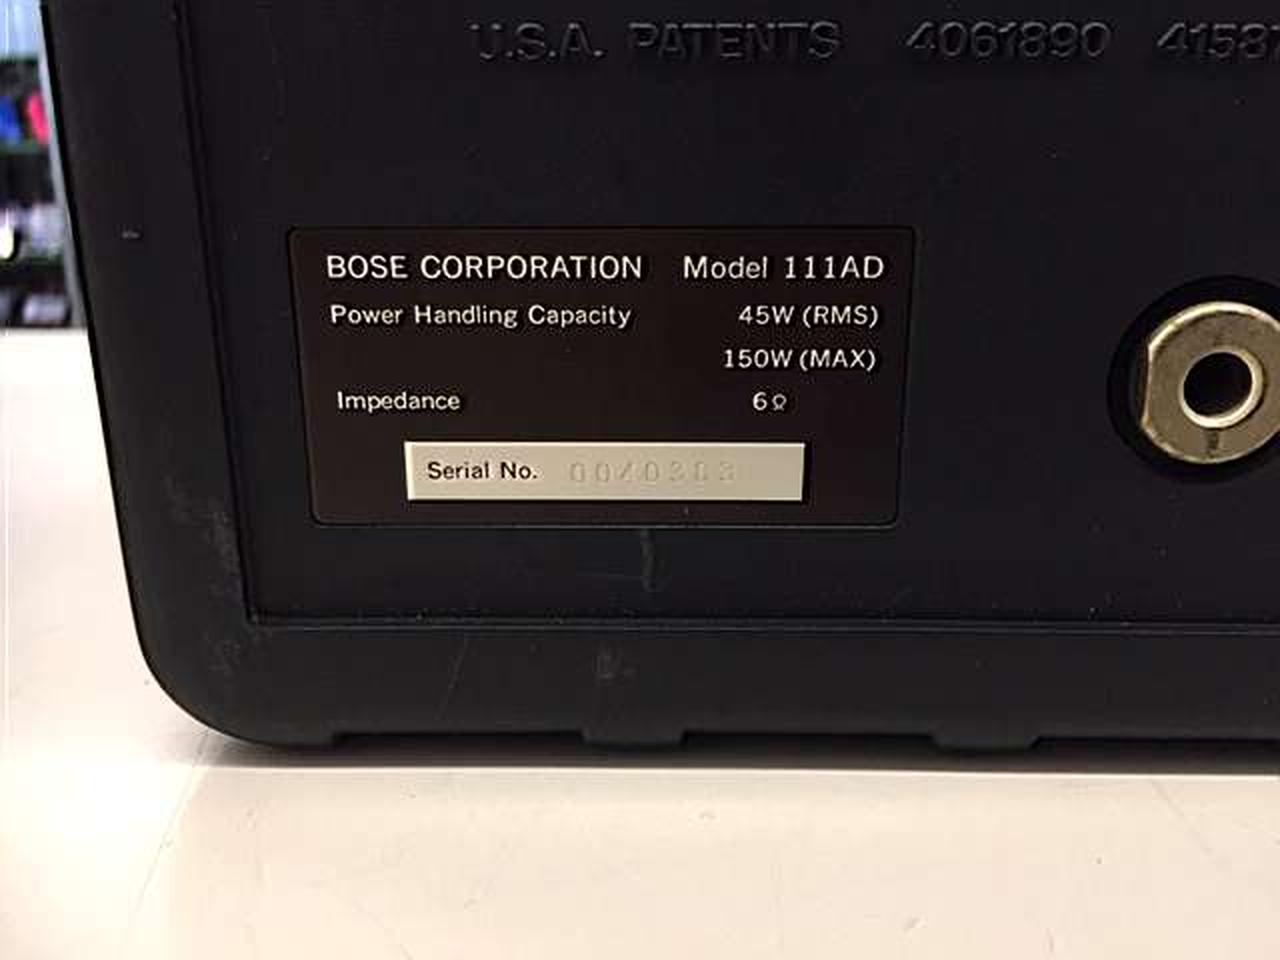 U.S.A. PATENTS 4061890
BOSE CORPORATION Model 111AD
Power Handling Capacity 45W (RMS)
150W (MAX)
Impedance 6Ω
Serial No.